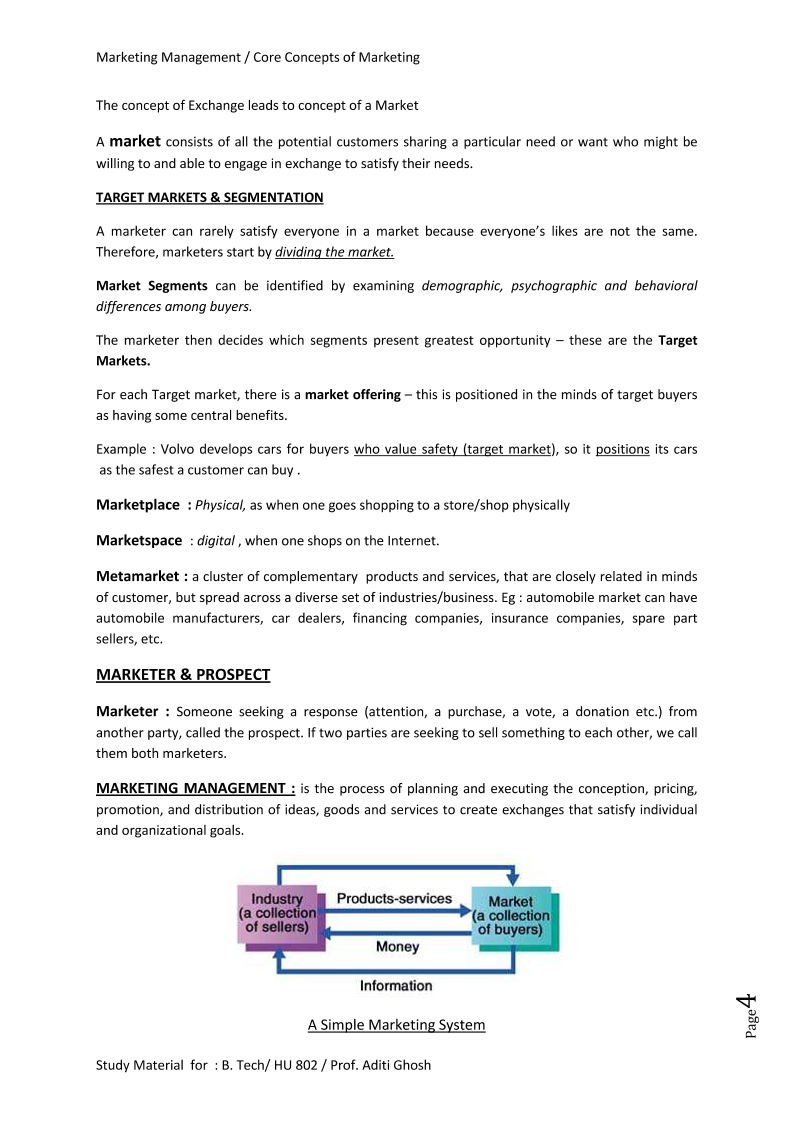 Marketing Management / Core Concepts of Marketing
The concept of Exchange leads to concept of a Market
A market consists of all the potential customers sharing a particular need or want who might be
willing to and able to engage in exchange to satisfy their needs.
TARGET MARKETS & SEGMENTATION
A marketer can rarely satisfy everyone in a market because everyone’s likes are not the same.
Therefore, marketers start by dividing the market.
Market Segments can be identified by examining demographic, psychographic and behavioral
differences among buyers.
The marketer then decides which segments present greatest opportunity – these are the Target
Markets.
For each Target market, there is a market offering – this is positioned in the minds of target buyers
as having some central benefits.
Example : Volvo develops cars for buyers who value safety (target market), so it positions its cars
as the safest a customer can buy .
Marketplace : Physical, as when one goes shopping to a store/shop physically
Marketspace : digital , when one shops on the Internet.
Metamarket : a cluster of complementary products and services, that are closely related in minds
of customer, but spread across a diverse set of industries/business. Eg : automobile market can have
automobile manufacturers, car dealers, financing companies, insurance companies, spare part
sellers, etc.
MARKETER & PROSPECT
Marketer : Someone seeking a response (attention, a purchase, a vote, a donation etc.) from
another party, called the prospect. If two parties are seeking to sell something to each other, we call
them both marketers.
MARKETING MANAGEMENT : is the process of planning and executing the conception, pricing,
promotion, and distribution of ideas, goods and services to create exchanges that satisfy individual
and organizational goals.
Industry
(a collection
of sellers)
Products-services
Money
Market
(a collection
of buyers)
Information
A Simple Marketing System
Page4
Study Material for : B. Tech/ HU 802 / Prof. Aditi Ghosh